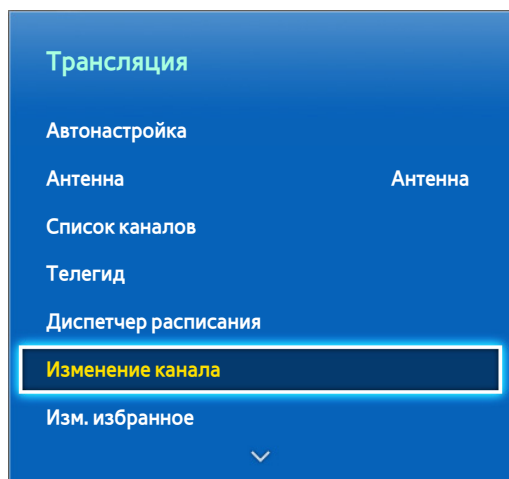 Трансляция
Автонастройка
Антенна Антенна
Список каналов
Телегид
Диспетчер расписания
Изменение канала
Изм. избранное